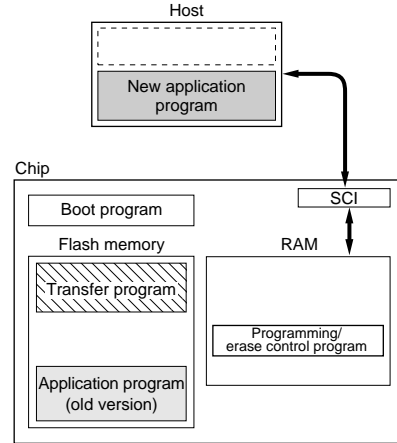 Host
New application
program
Chip
SCI
Boot program
Flash memory
RAM
Transfer program
Programming/
erase control program
Application program
(old version)